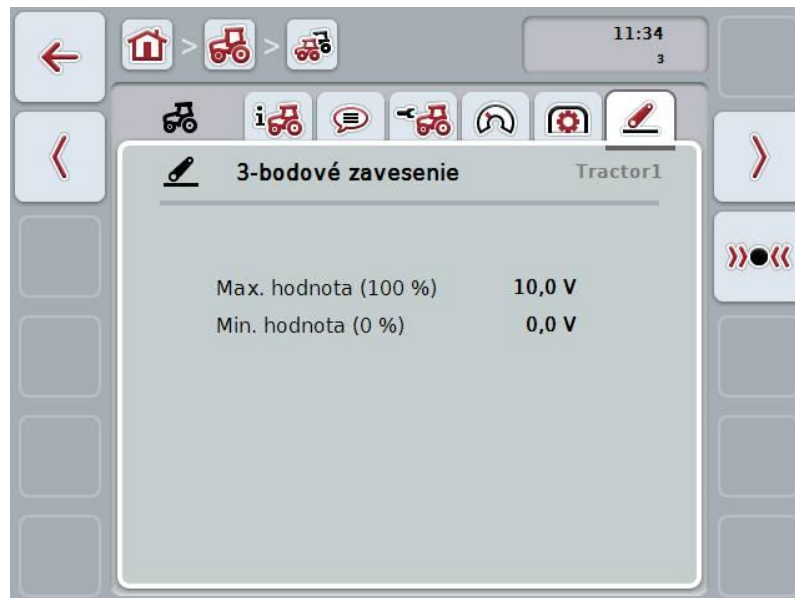 11:34
3
3-bodové zavesenie Tractor1
Max. hodnota (100 %) 10,0 V
Min. hodnota (0 %) 0,0 V